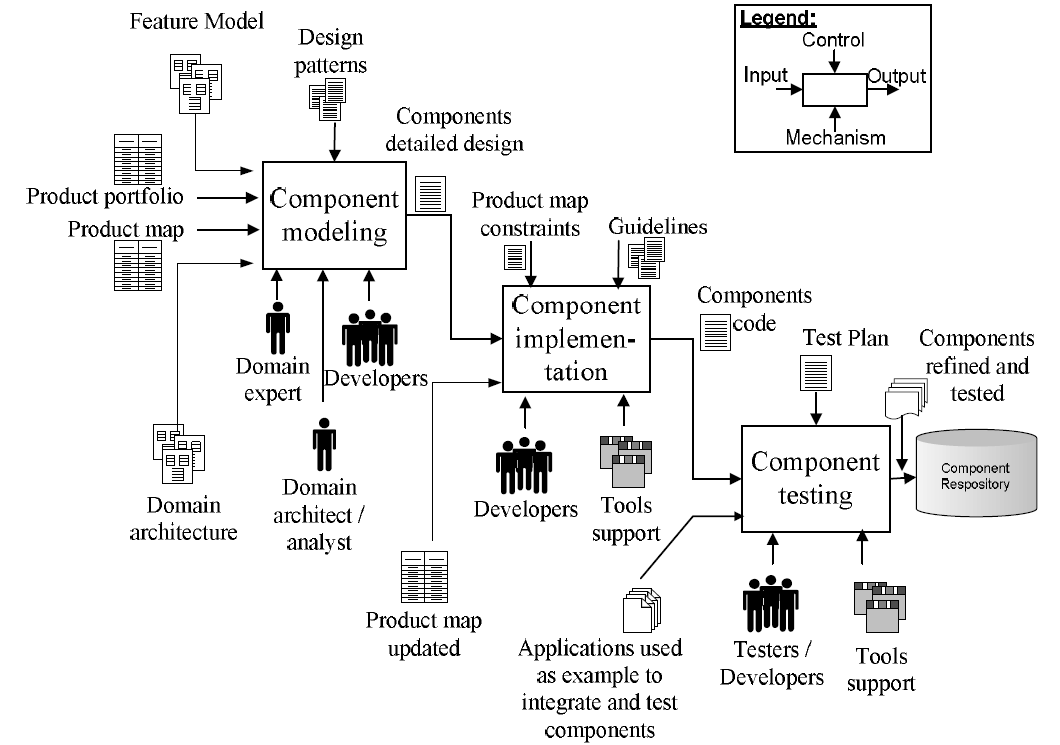 Feature Model
Design
patterns
Legend:
Control
Input
Output
Mechanism
Components
detailed design
Product portfolio
Product map
Component
modeling
Product map
constraints
Guidelines
Domain
expert
Developers
Component
implemen-
tation
Components
code
Test Plan
Components
refined and
tested
Domain
architecture
Domain
architect /
analyst
Developers
Tools
support
Component
testing
Component
Respository
Product map
updated
Applications used
as example to
integrate and test
components
Testers /
Developers
Tools
support